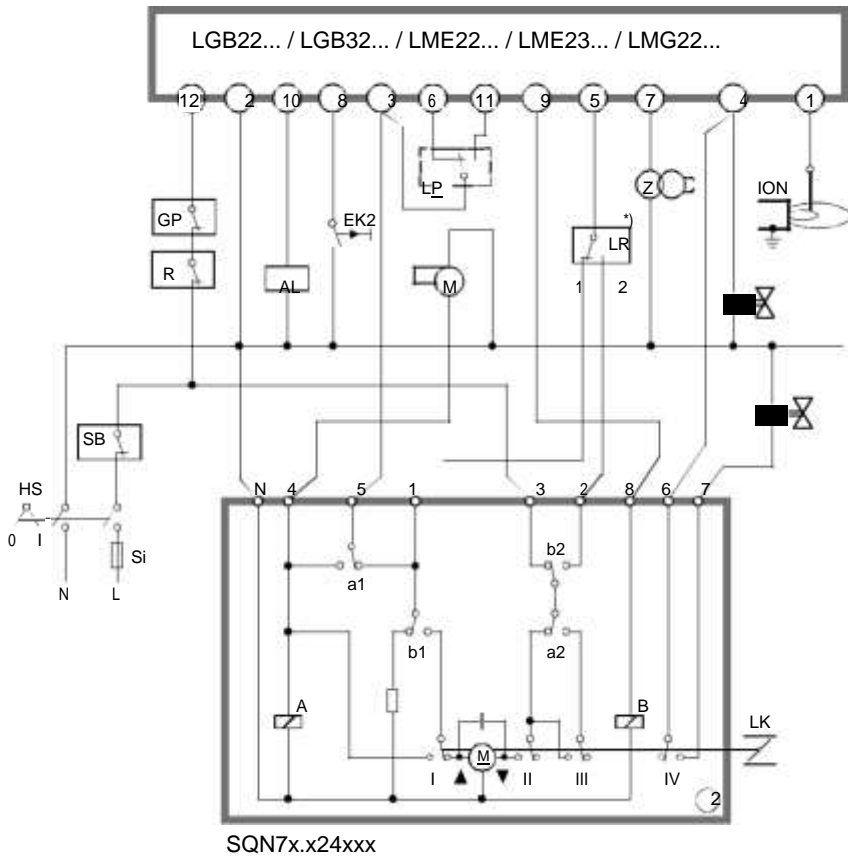 LGB22... / LGB32... / LME22... / LME23... / LMG22...
12 2 10 8 3 6 11 9 5 7 4 1
LP
Z
ION
GP
EK2
*)
LR
R
AL
M
1 2
SB
HS
N 4 5 1 3 2 8 6 7
0 I
Si
N L
a1
b2
b1
a2
A
B
LK
M
I II III IV
2
SQN7x.x24xxx